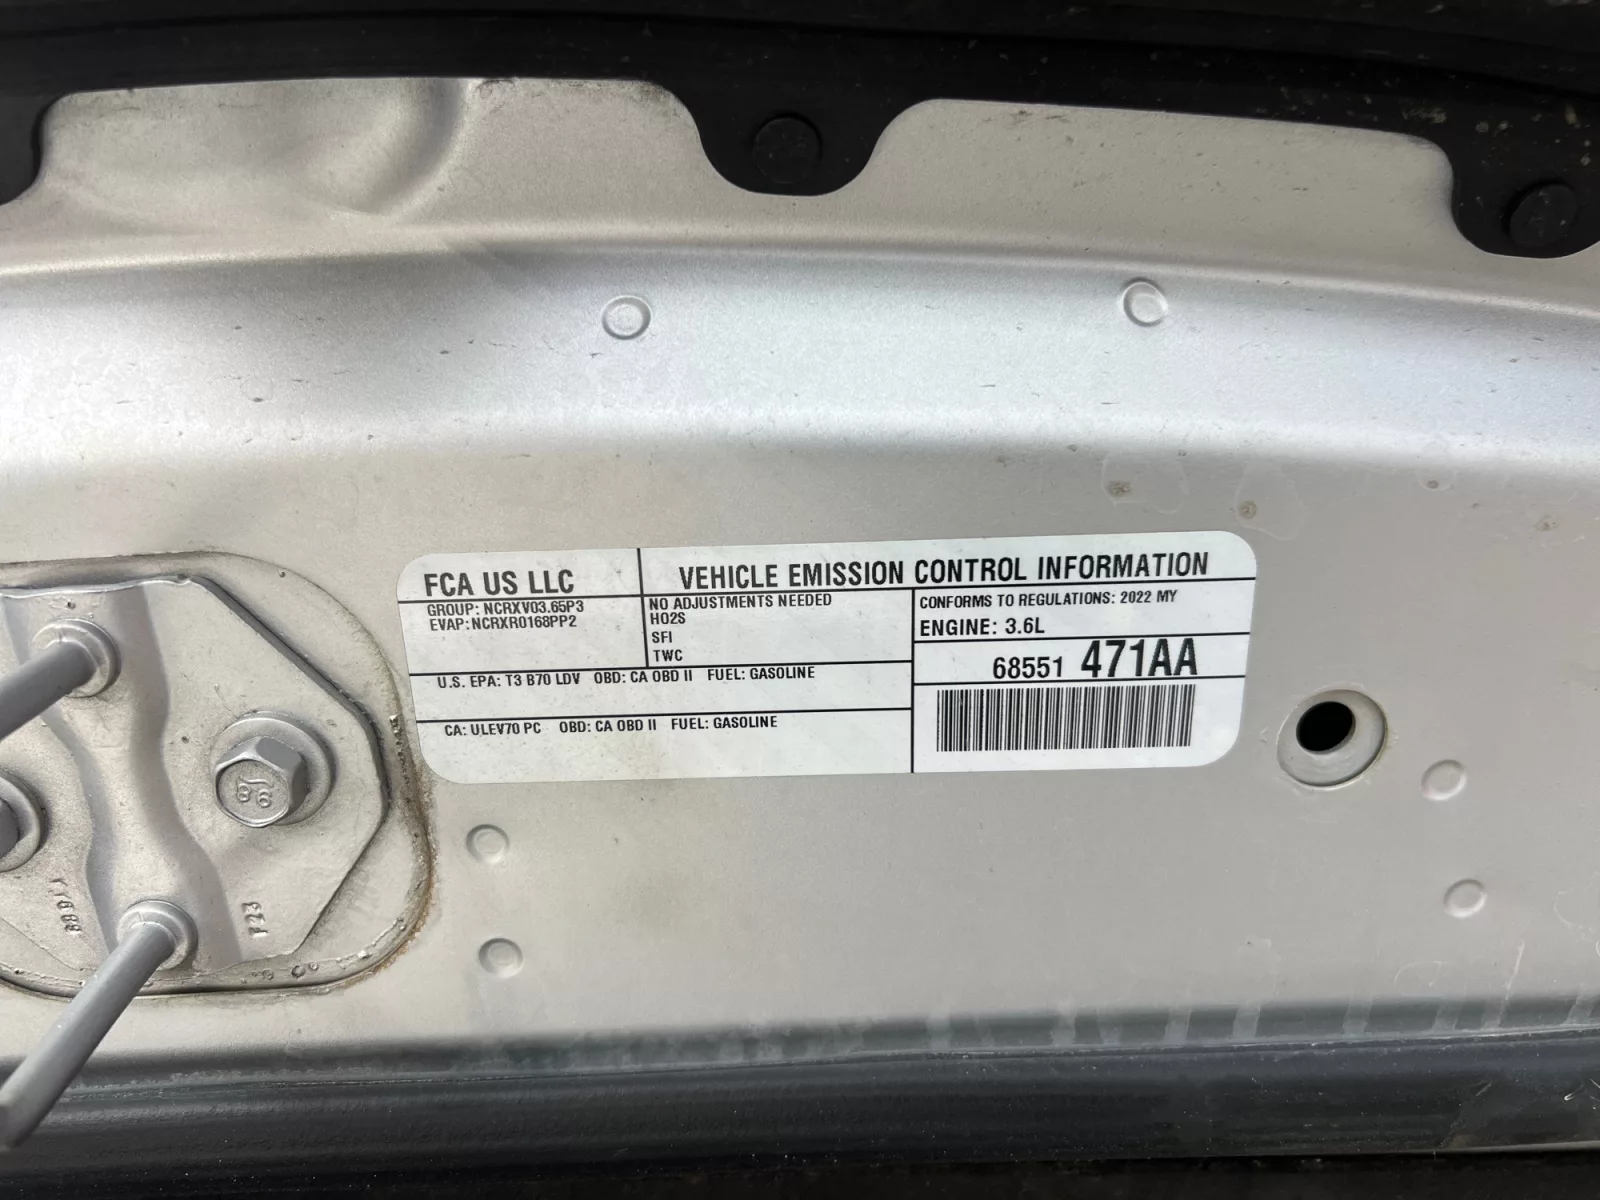 FCA US LLC
VEHICLE EMISSION CONTROL INFORMATION
GROUP: NCRXV03.65P3
EVAP:NCRXR0168PP2
NO ADJUSTMENTS NEEDED
HO2S
SFI
TWC
CONFORMS TO REGULATIONS: 2022 MY
ENGINE: 3.6L
68551 471AA
U.S. EPA: T3 B70 LDV OBD: CA OBD II FUEL: GASOLINE
CA: ULEV70 PC OBD: CA OBD II FUEL: GASOLINE